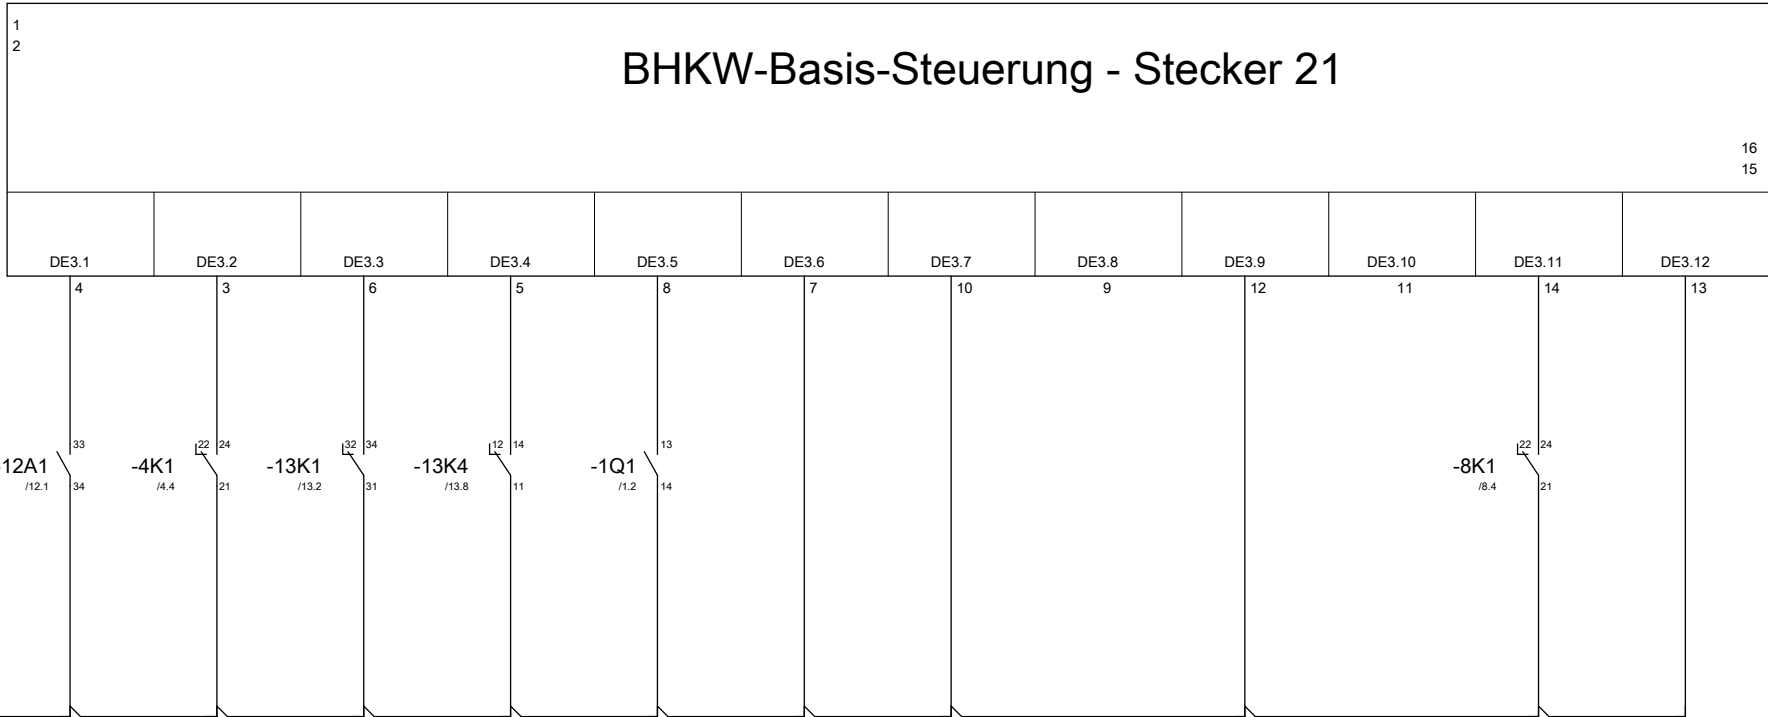 1
2
BHKW-Basis-Steuerung - Stecker 21
16
15
DE3.1 DE3.2 DE3.3 DE3.4 DE3.5 DE3.6 DE3.7 DE3.8 DE3.9 DE3.10 DE3.11 DE3.12
4 3 6 5 8 7 10 9 12 11 14 13
33 22 24 32 34 12 14 13 22 24
12A1 -4K1 -13K1 -13K4 -1Q1 -8K1
/12.1 34 /4.4 21 /13.2 31 /13.8 11 /1.2 14 /8.4 21